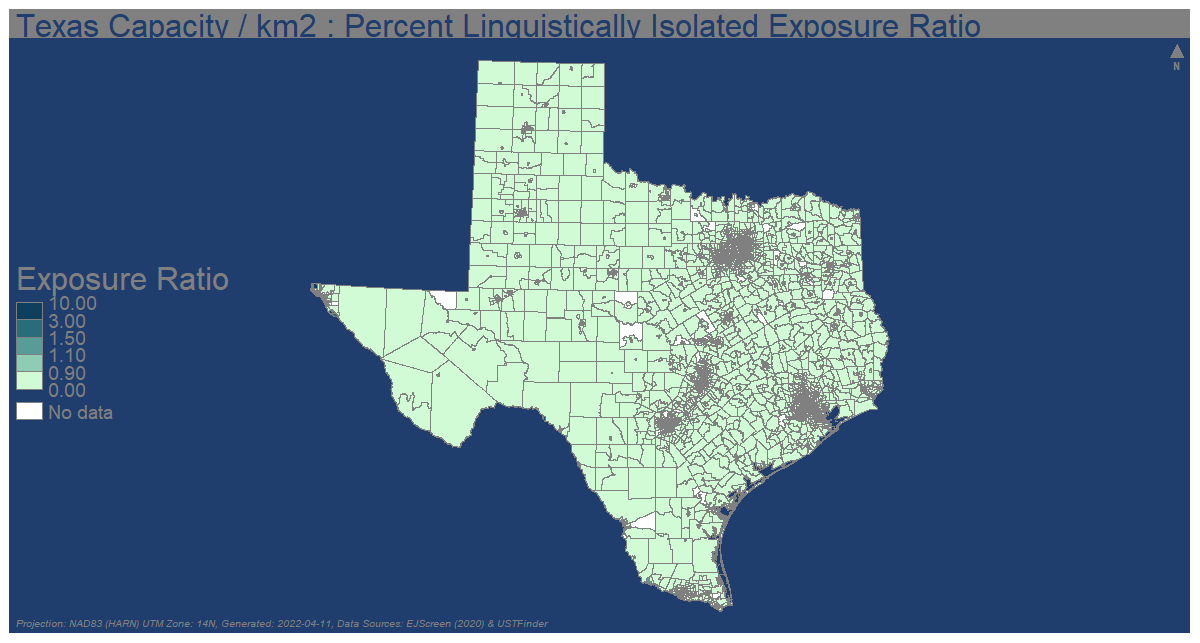 Texas Capacity / km2 : Percent Linguistically Isolated Exposure Ratio
N
Exposure Ratio
10.00
3.00
1.50
1.10
0.90
0.00
No data
Projection: NAD83 (HARN) UTM Zone: 14N, Generated: 2022-04-11, Data Sources: EJScreen (2020) & USTFinder